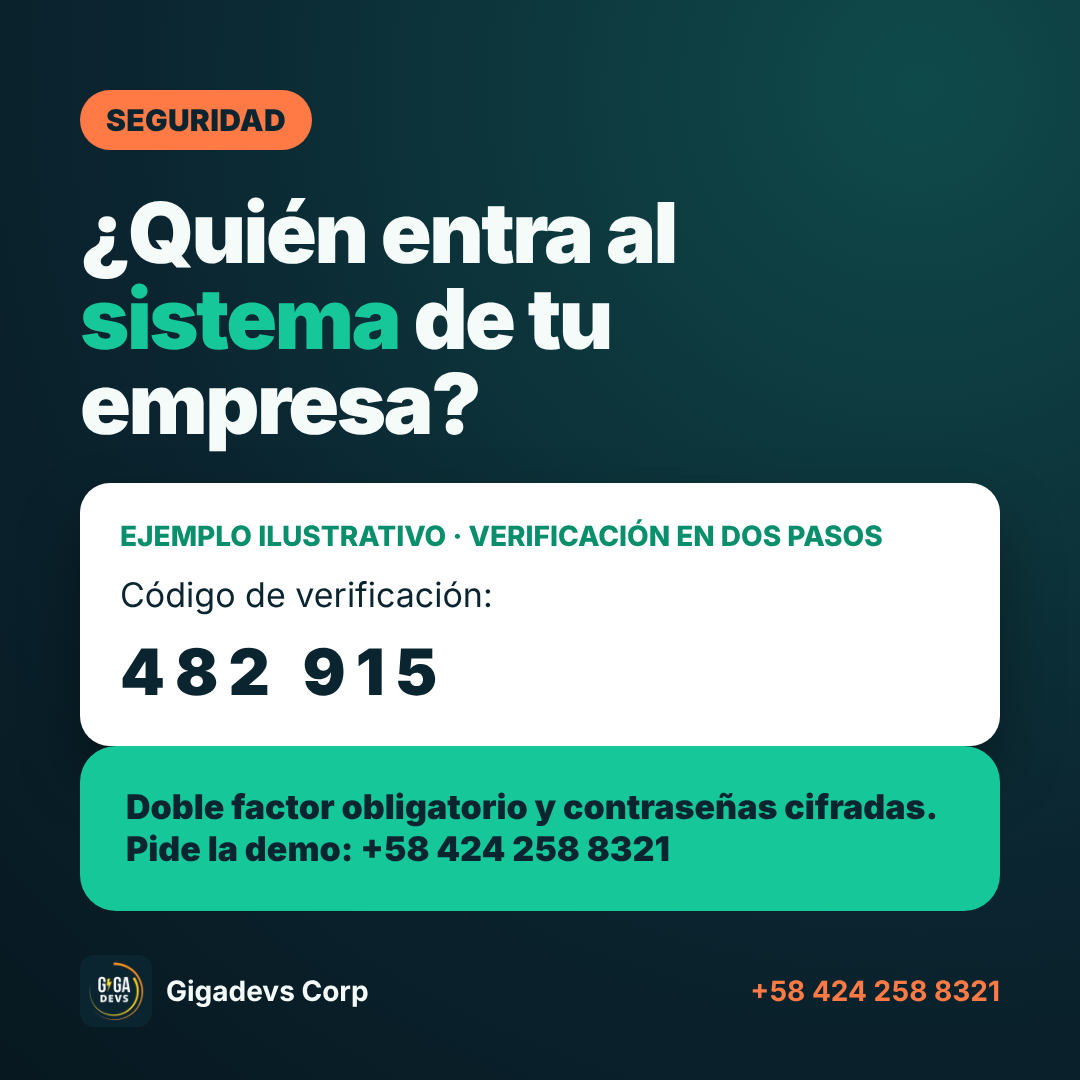 SEGURIDAD
¿Quién entra al
sistema de tu
empresa?
EJEMPLO ILUSTRATIVO · VERIFICACIÓN EN DOS PASOS
Código de verificación:
482 915
Doble factor obligatorio y contraseñas cifradas.
Pide la demo: +58 424 258 8321
GIGA
DEVS
Gigadevs Corp
+58 424 258 8321